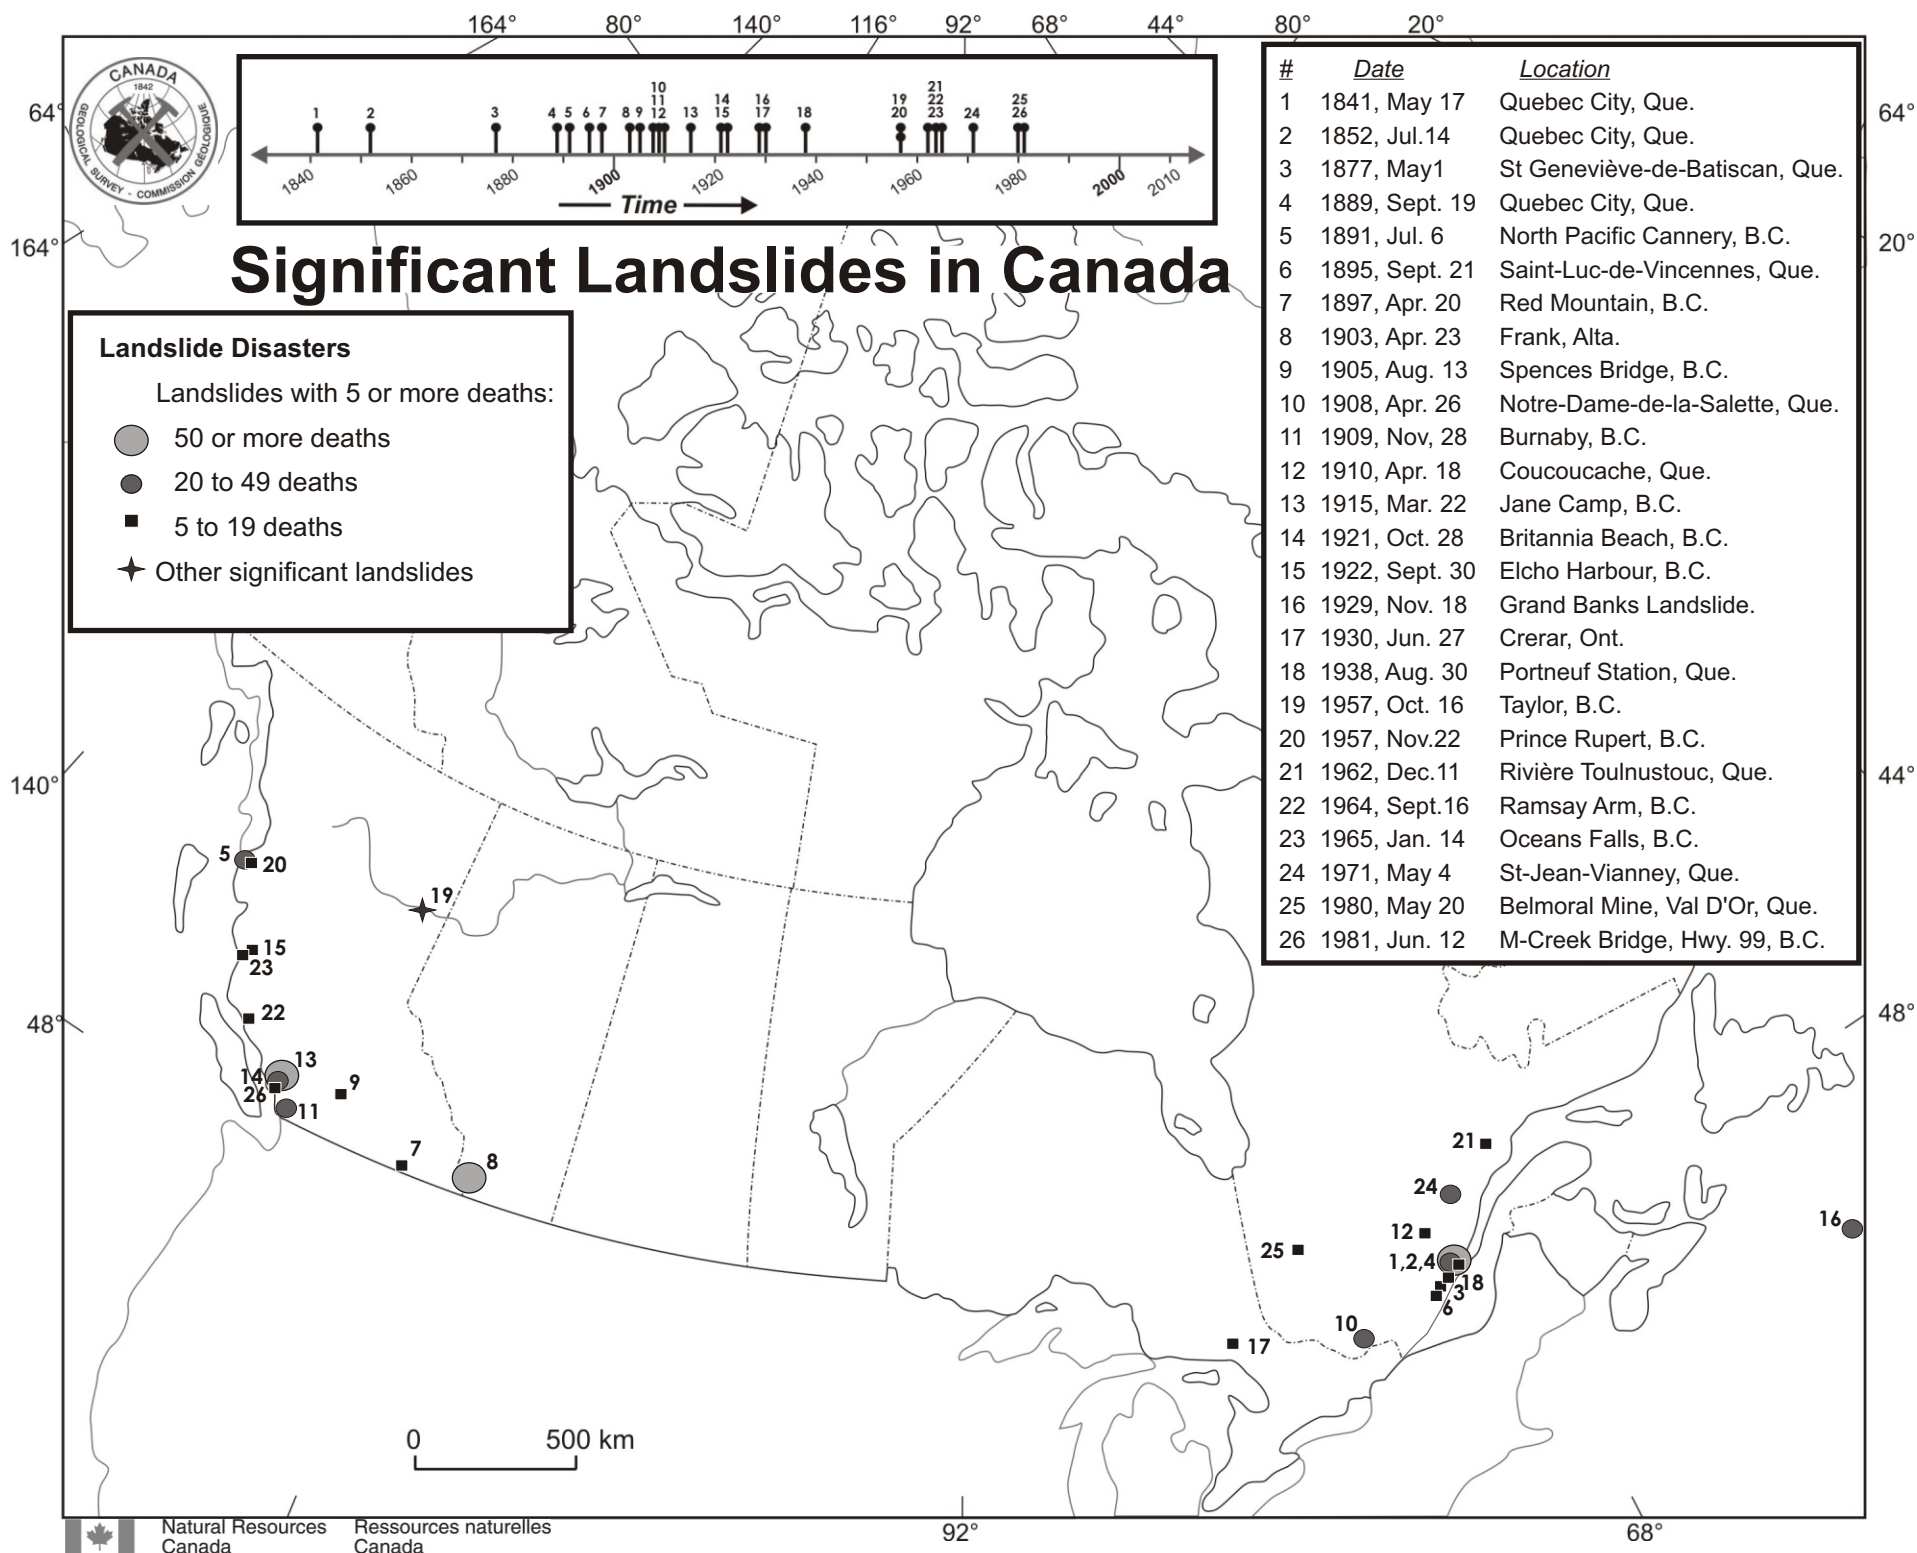 164° 80° 140° 116° 92° 68° 44° 80° 20°
64°
164°
140°
48°
64°
20°
44°
48°
92°
68°
CANADA
1842
GEOLOGICAL SURVEY - COMMISSION GÉOLOGIQUE
10 21
11 14 16 19 22 25
1 2 3 4 5 6 7 8 9 12 13 15 17 18 20 23 24 26
1840 1860 1880 1900 1920 1940 1960 1980 2000 2010
Time
Significant Landslides in Canada
Landslide Disasters
Landslides with 5 or more deaths:
50 or more deaths
20 to 49 deaths
5 to 19 deaths
Other significant landslides
# Date Location
1 1841, May 17 Quebec City, Que.
2 1852, Jul.14 Quebec City, Que.
3 1877, May1 St Geneviève-de-Batiscan, Que.
4 1889, Sept. 19 Quebec City, Que.
5 1891, Jul. 6 North Pacific Cannery, B.C.
6 1895, Sept. 21 Saint-Luc-de-Vincennes, Que.
7 1897, Apr. 20 Red Mountain, B.C.
8 1903, Apr. 23 Frank, Alta.
9 1905, Aug. 13 Spences Bridge, B.C.
10 1908, Apr. 26 Notre-Dame-de-la-Salette, Que.
11 1909, Nov, 28 Burnaby, B.C.
12 1910, Apr. 18 Coucoucache, Que.
13 1915, Mar. 22 Jane Camp, B.C.
14 1921, Oct. 28 Britannia Beach, B.C.
15 1922, Sept. 30 Elcho Harbour, B.C.
16 1929, Nov. 18 Grand Banks Landslide.
17 1930, Jun. 27 Crerar, Ont.
18 1938, Aug. 30 Portneuf Station, Que.
19 1957, Oct. 16 Taylor, B.C.
20 1957, Nov.22 Prince Rupert, B.C.
21 1962, Dec.11 Rivière Toulnustouc, Que.
22 1964, Sept.16 Ramsay Arm, B.C.
23 1965, Jan. 14 Oceans Falls, B.C.
24 1971, May 4 St-Jean-Vianney, Que.
25 1980, May 20 Belmoral Mine, Val D'Or, Que.
26 1981, Jun. 12 M-Creek Bridge, Hwy. 99, B.C.
5
20
19
15
23
22
13
14
26
9
11
7
8
21
24
16
12
25
1,2,4
18
3
6
10
17
0 500 km
Natural Resources Ressources naturelles
Canada Canada